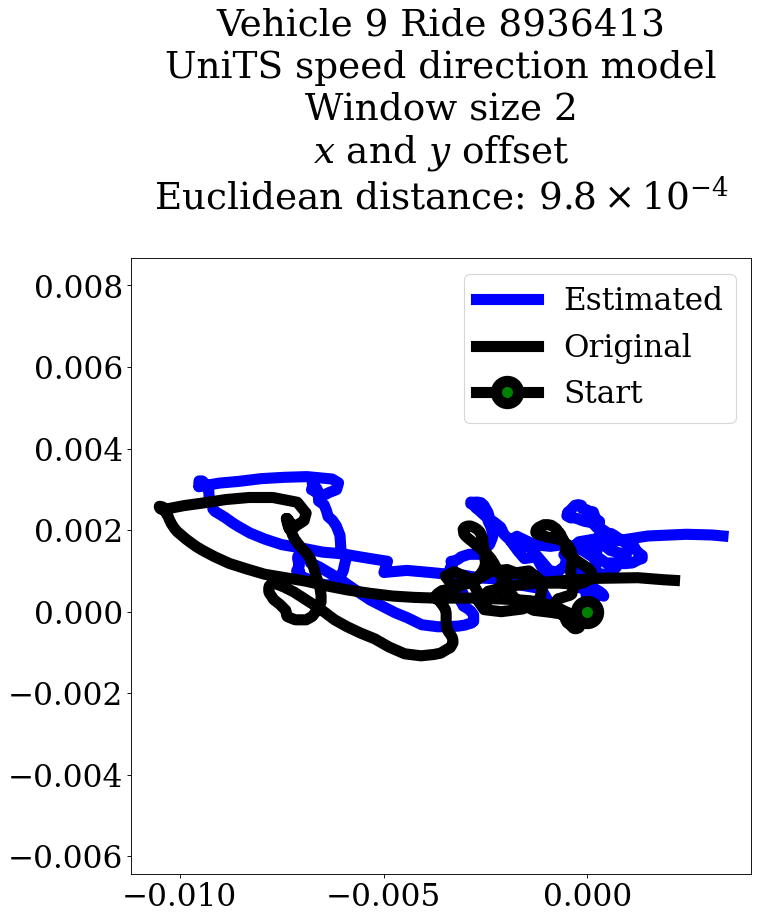 Vehicle 9 Ride 8936413
UniTS speed direction model
Window size 2
x and y offset
Euclidean distance: 9.8 × 10⁻⁴
Estimated
Original
Start
0.008
0.006
0.004
0.002
0.000
−0.002
−0.004
−0.006
−0.010
−0.005
0.000